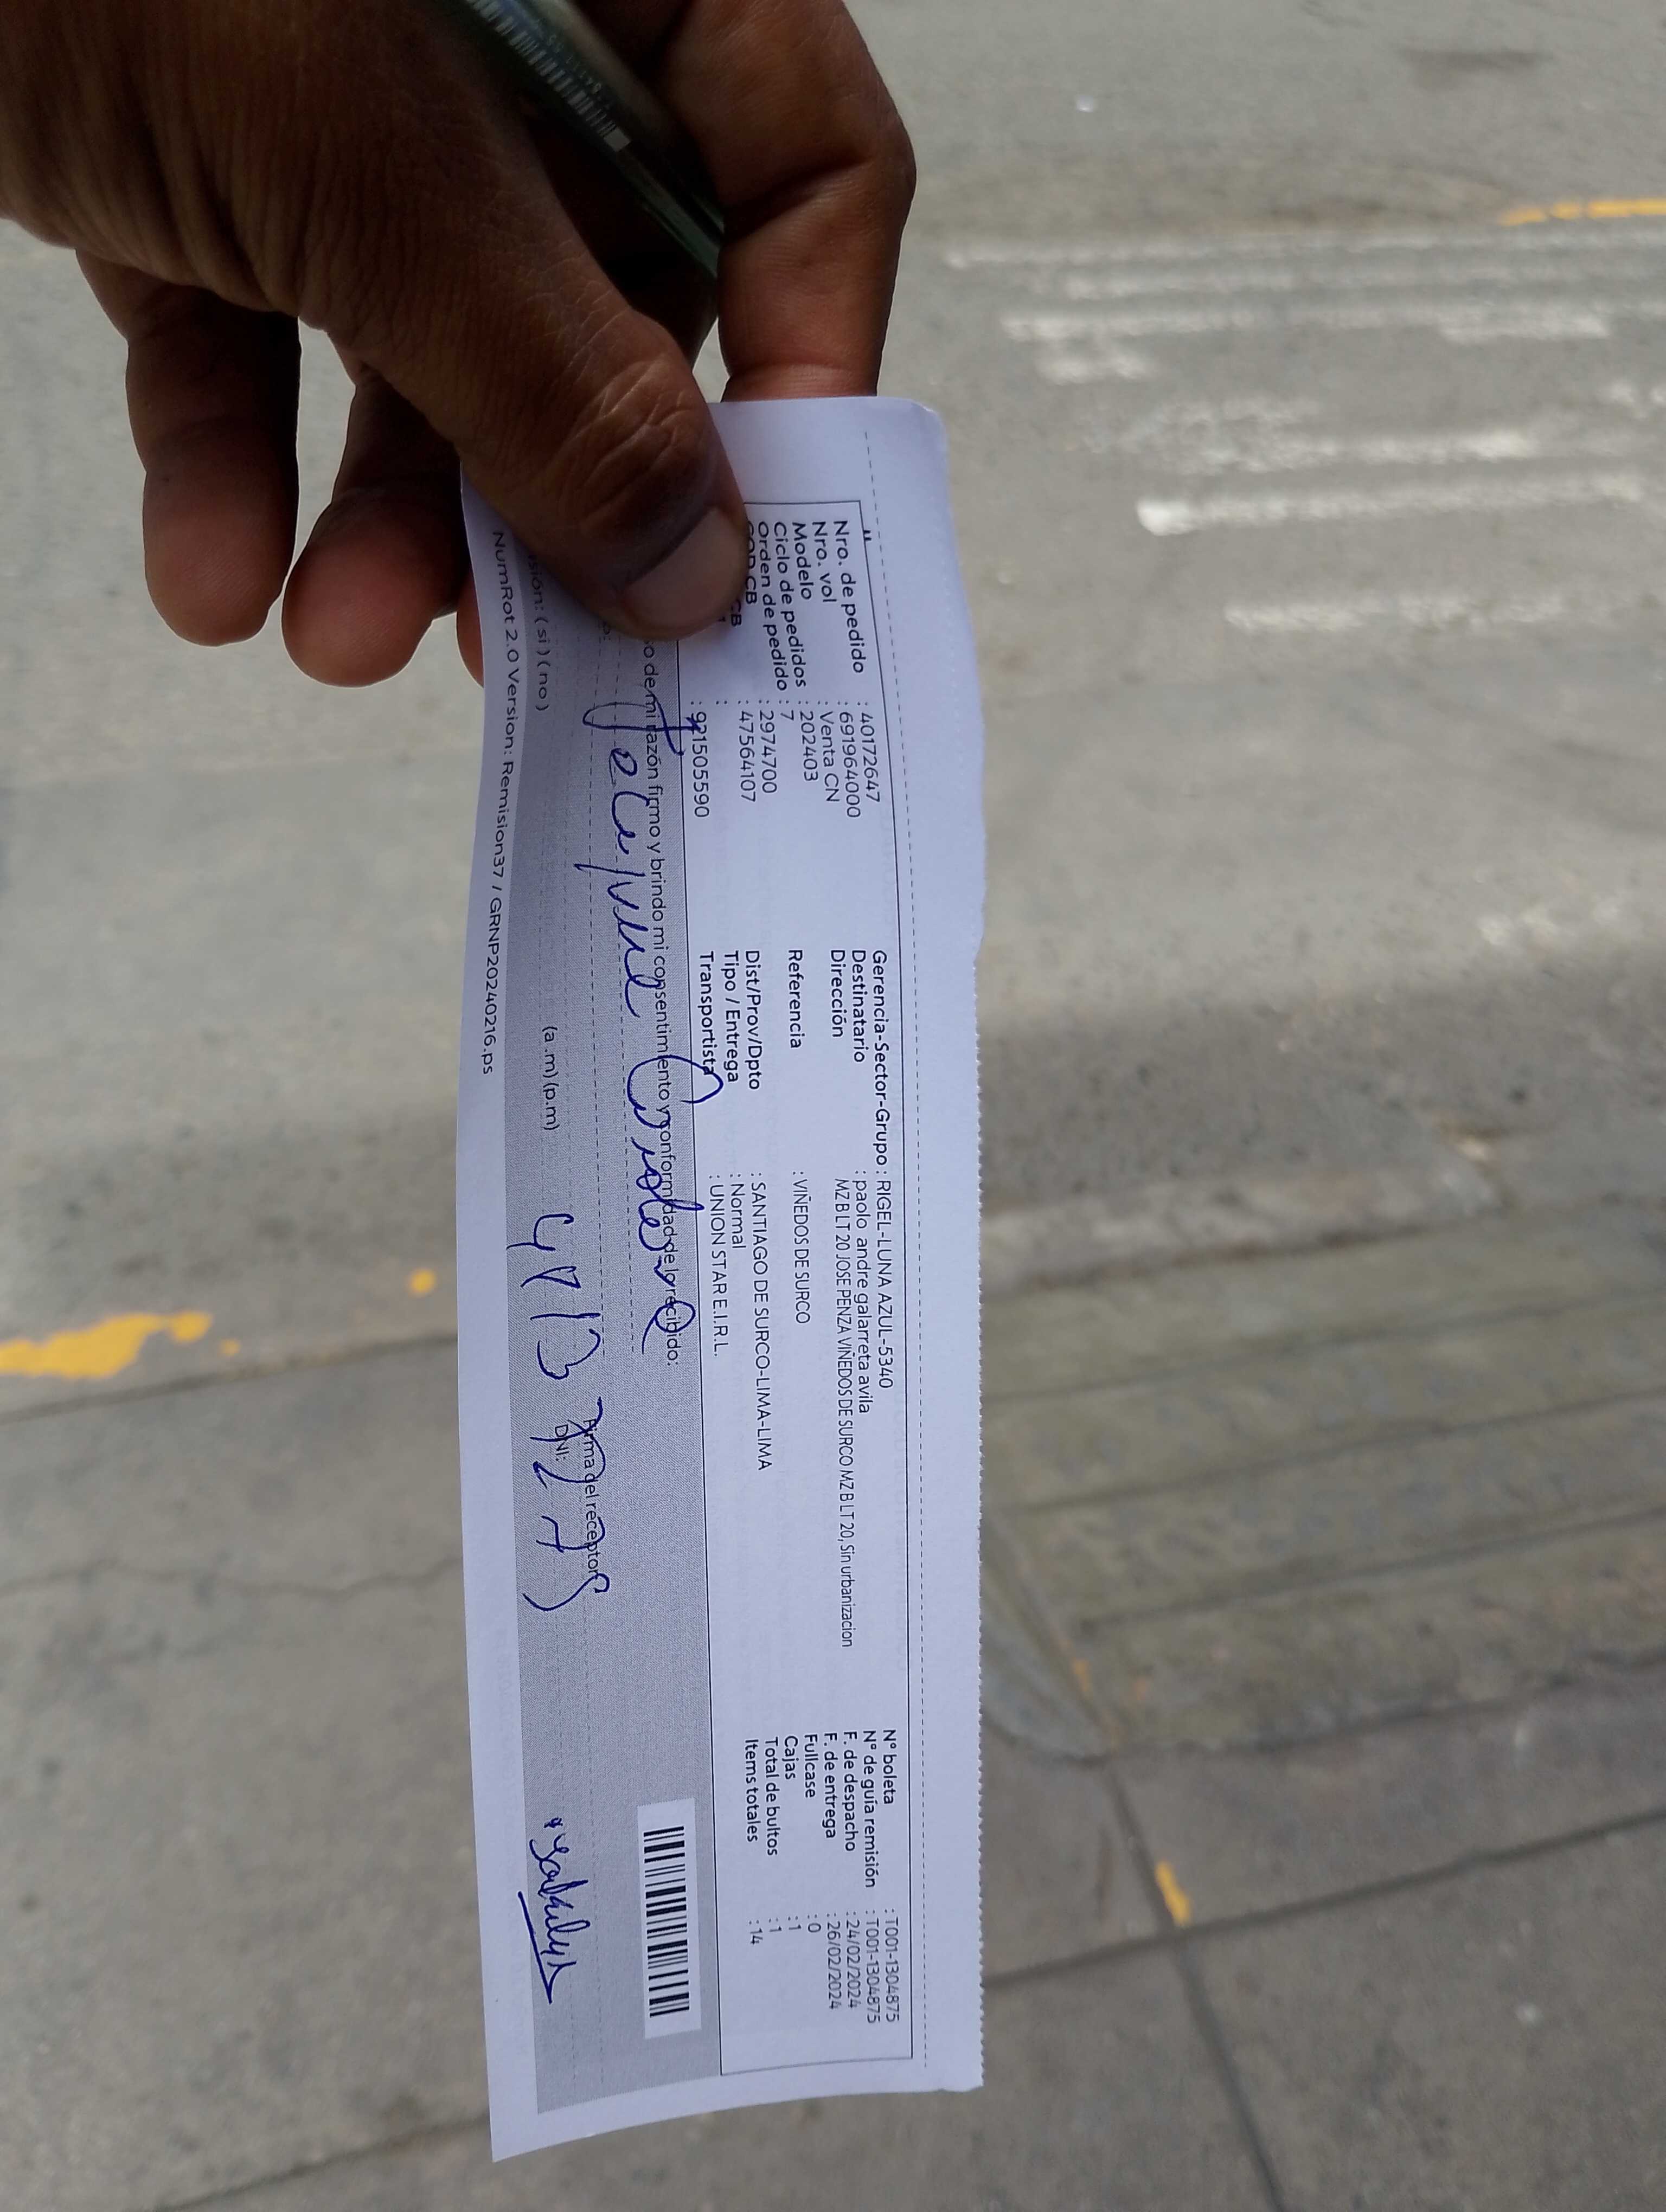 Nro. de pedido : 40172647
Nro. vol : 691964000
Modelo : Venta CN
Ciclo de pedidos : 202403
Orden de pedido : 7
CB : 2974700
CB : 47564107
:
: 921505590
Gerencia-Sector-Grupo : RIGEL-LUNA AZUL-5340
Destinatario : paolo andre galarreta avila
Dirección MZ B LT 20 JOSE PENZA VIÑEDOS DE SURCO MZ B LT 20, Sin urbanizacion
Referencia : VIÑEDOS DE SURCO
Dist/Prov/Dpto : SANTIAGO DE SURCO-LIMA-LIMA
Tipo / Entrega : Normal
Transportista : UNION STAR E.I.R.L.
N° boleta : T001-1304875
N° de guía remisión : T001-1304875
F. de despacho : 24/02/2024
F. de entrega : 26/02/2024
Fullcase : 0
Cajas : 1
Total de bultos : 1
Items totales : 14
de mi razón firmo y brindo mi consentimiento y conformidad de lo recibido:
Firma del receptor
DNI:
( si ) ( no )
(a .m) (p.m)
NumRot 2.0 Version: Remision37 / GRNP20240216.ps